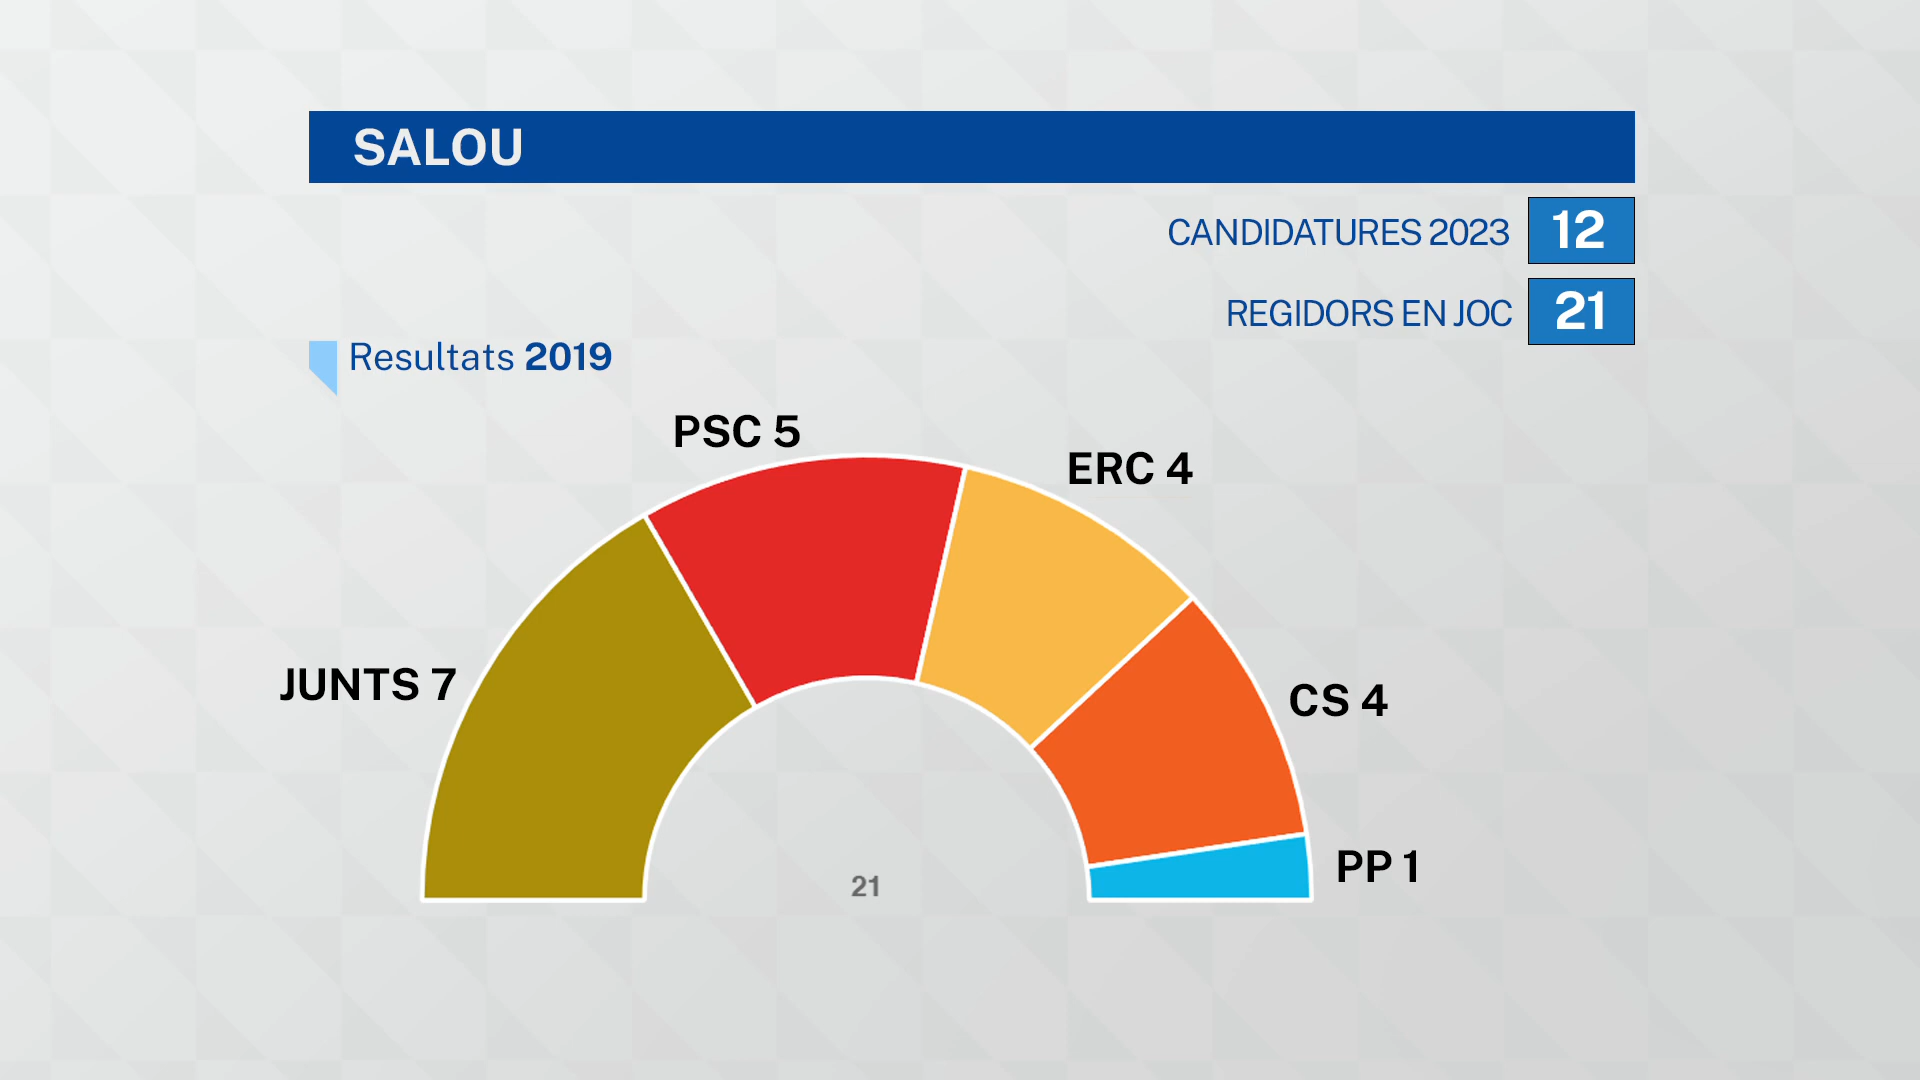 SALOU
CANDIDATURES 2023 12
REGIDORS EN JOC 21
Resultats 2019
PSC 5
ERC 4
JUNTS 7
CS 4
PP 1
21